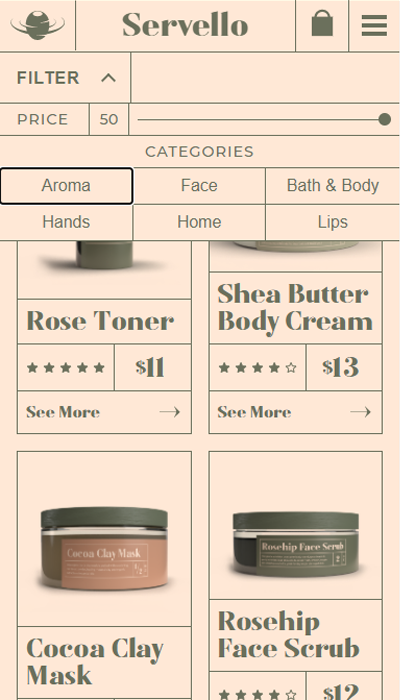 Servello
FILTER
PRICE 50
CATEGORIES
Aroma Face Bath & Body
Hands Home Lips
Rose Toner
$11
See More
Shea Butter
Body Cream
$13
See More
Cocoa Clay Mask
Cocoa Clay
Mask
Rosehip Face Scrub
Rosehip
Face Scrub
$12